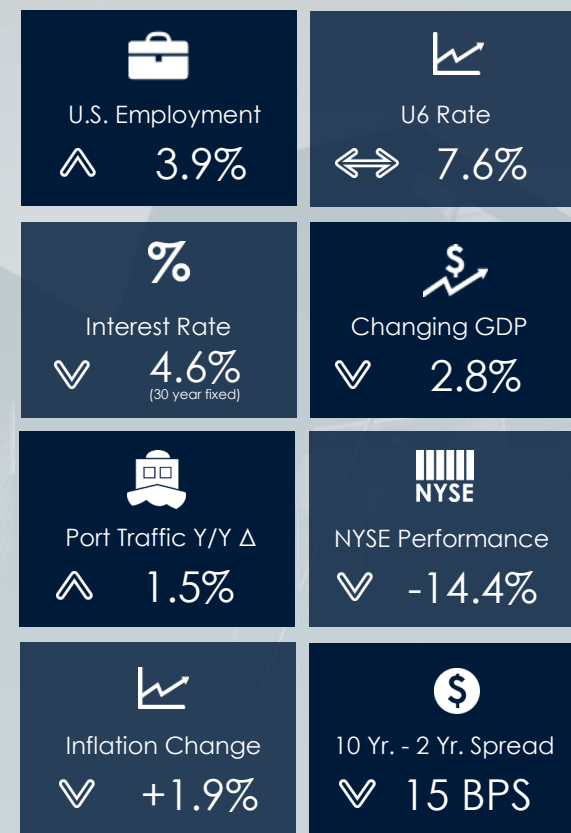 U.S. Employment
3.9%
U6 Rate
7.6%
%
Interest Rate
4.6%
(30 year fixed)
$
Changing GDP
2.8%
Port Traffic Y/Y Δ
1.5%
NYSE
NYSE Performance
-14.4%
Inflation Change
+1.9%
$
10 Yr. - 2 Yr. Spread
15 BPS